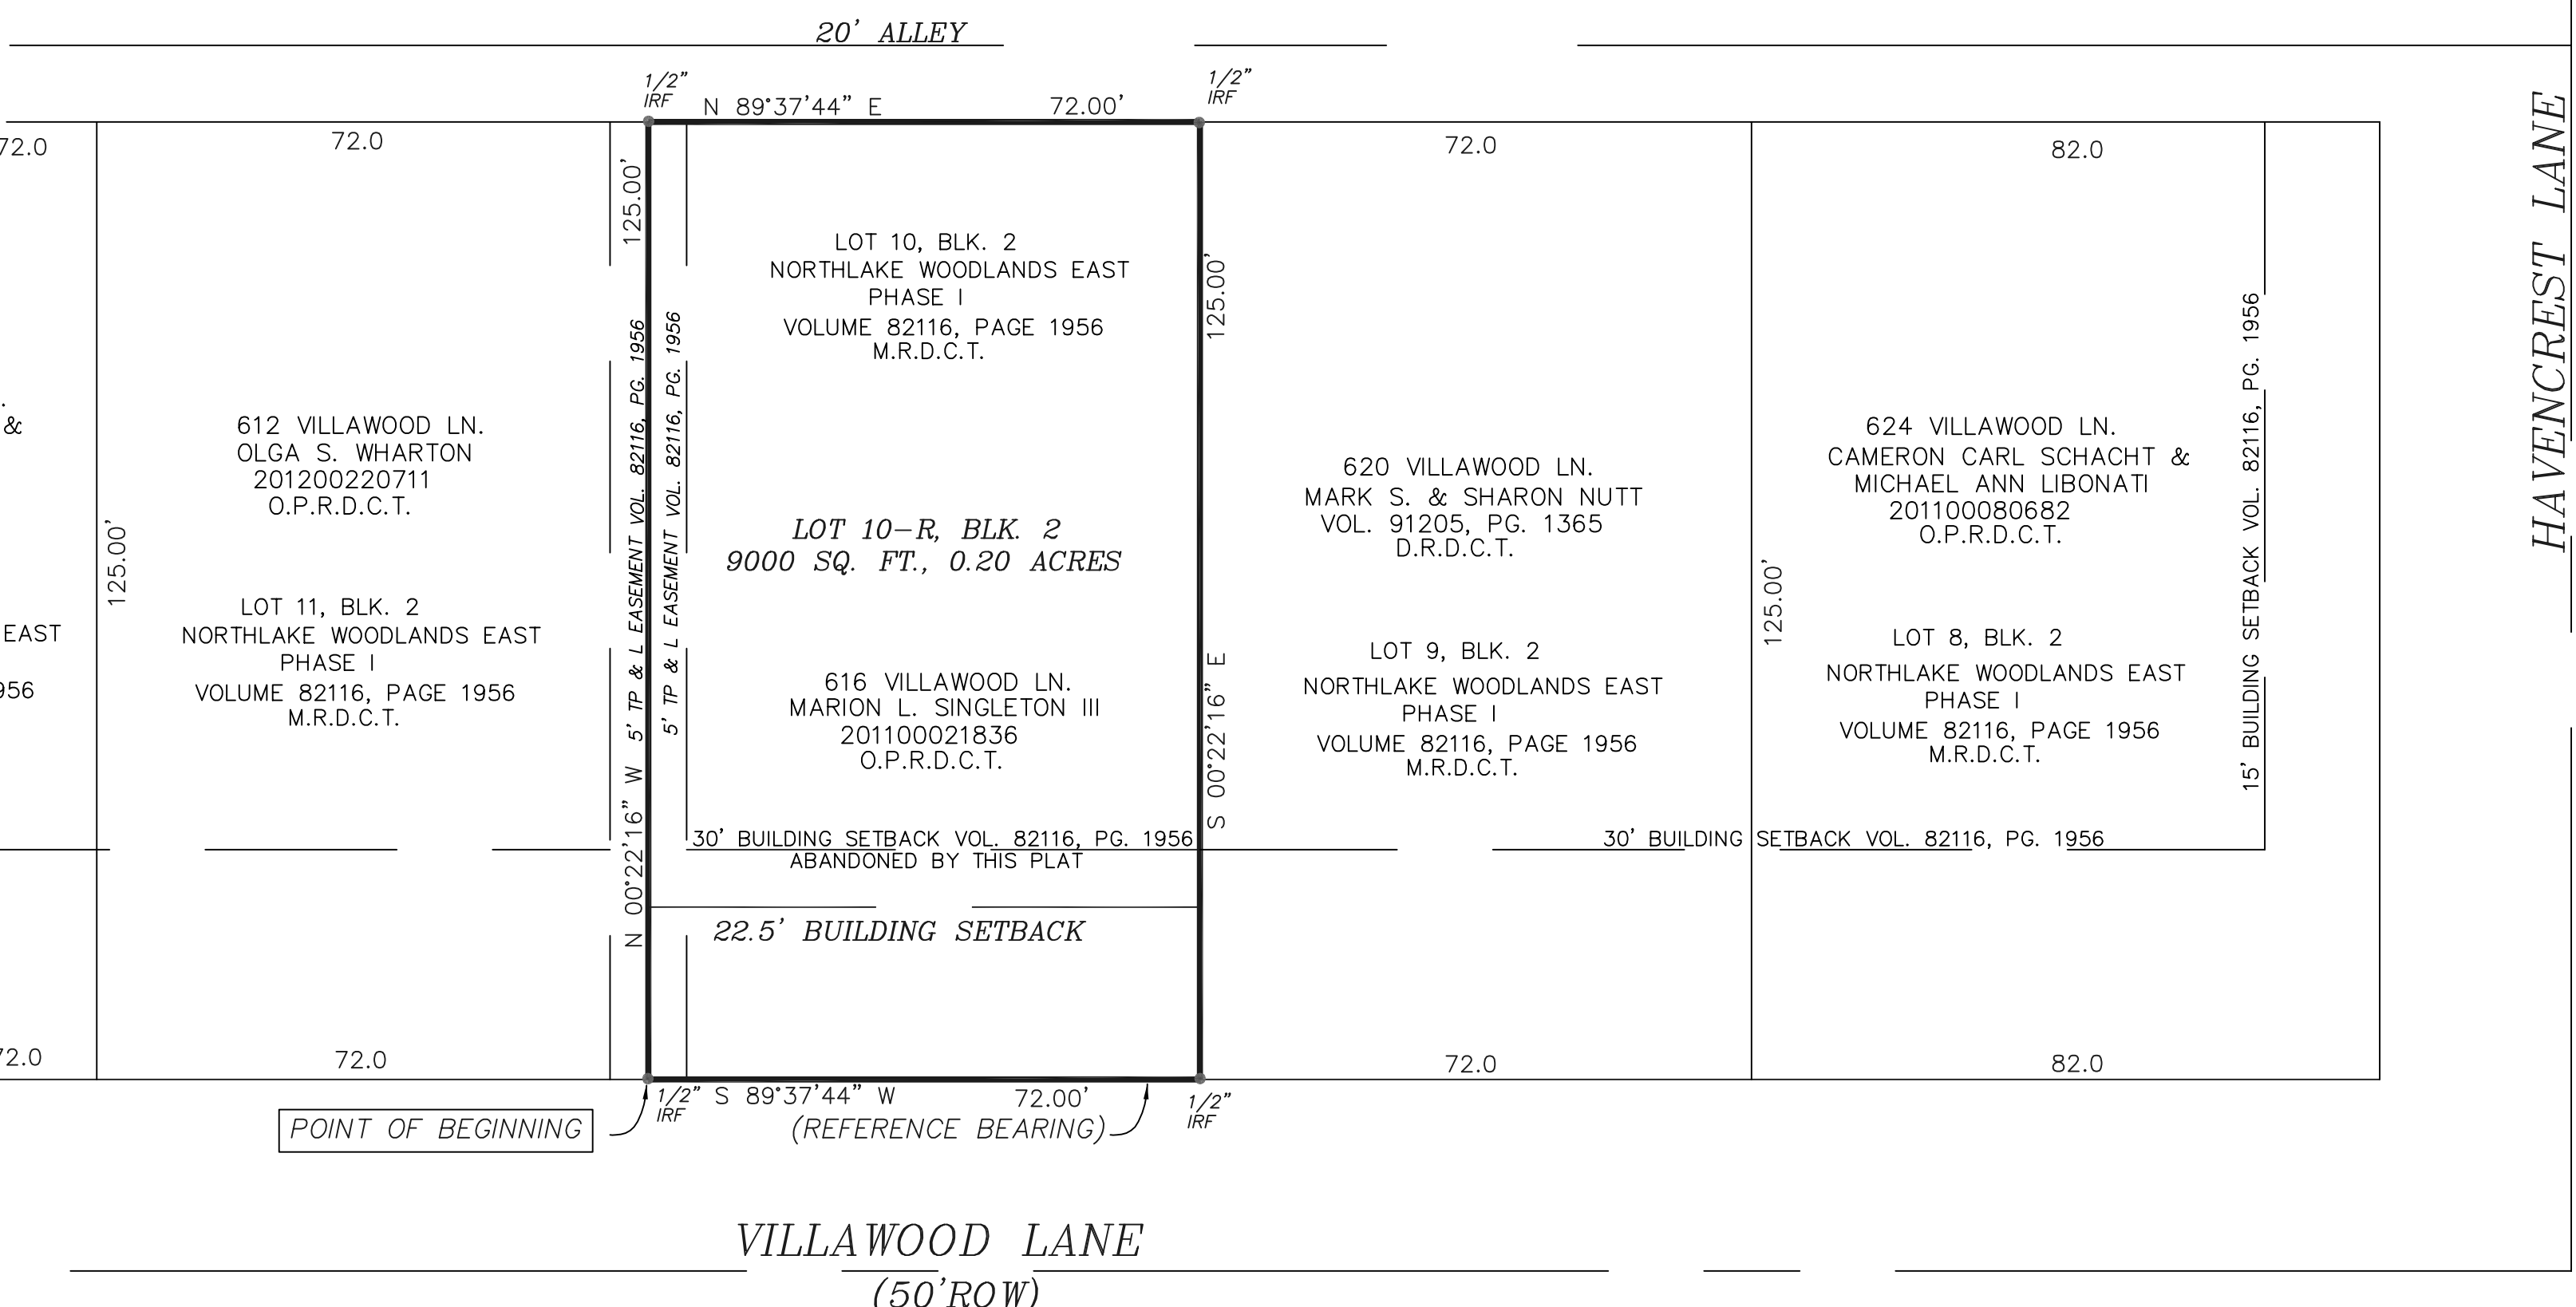 20' ALLEY
1/2"
IRF
N 89°37'44" E
72.00'
1/2"
IRF
72.0
72.0
125.00'
72.0
82.0
LOT 10, BLK. 2
NORTHLAKE WOODLANDS EAST
PHASE I
VOLUME 82116, PAGE 1956
M.R.D.C.T.
125.00'
HAVENCREST LANE
&
612 VILLAWOOD LN.
OLGA S. WHARTON
201200220711
O.P.R.D.C.T.
125.00'
5' TP & L EASEMENT VOL. 82116, PG. 1956
5' TP & L EASEMENT VOL. 82116, PG. 1956
LOT 10-R, BLK. 2
9000 SQ. FT., 0.20 ACRES
620 VILLAWOOD LN.
MARK S. & SHARON NUTT
VOL. 91205, PG. 1365
D.R.D.C.T.
624 VILLAWOOD LN.
CAMERON CARL SCHACHT &
MICHAEL ANN LIBONATI
201100080682
O.P.R.D.C.T.
125.00'
15' BUILDING SETBACK VOL. 82116, PG. 1956
EAST
956
LOT 11, BLK. 2
NORTHLAKE WOODLANDS EAST
PHASE I
VOLUME 82116, PAGE 1956
M.R.D.C.T.
616 VILLAWOOD LN.
MARION L. SINGLETON III
201100021836
O.P.R.D.C.T.
LOT 9, BLK. 2
NORTHLAKE WOODLANDS EAST
PHASE I
VOLUME 82116, PAGE 1956
M.R.D.C.T.
LOT 8, BLK. 2
NORTHLAKE WOODLANDS EAST
PHASE I
VOLUME 82116, PAGE 1956
M.R.D.C.T.
N 00°22'16" W
S 00°22'16" E
30' BUILDING SETBACK VOL. 82116, PG. 1956
ABANDONED BY THIS PLAT
30' BUILDING SETBACK VOL. 82116, PG. 1956
22.5' BUILDING SETBACK
72.0
72.0
72.0
82.0
1/2"
IRF
S 89°37'44" W
72.00'
1/2"
IRF
POINT OF BEGINNING
(REFERENCE BEARING)
VILLAWOOD LANE
(50'ROW)